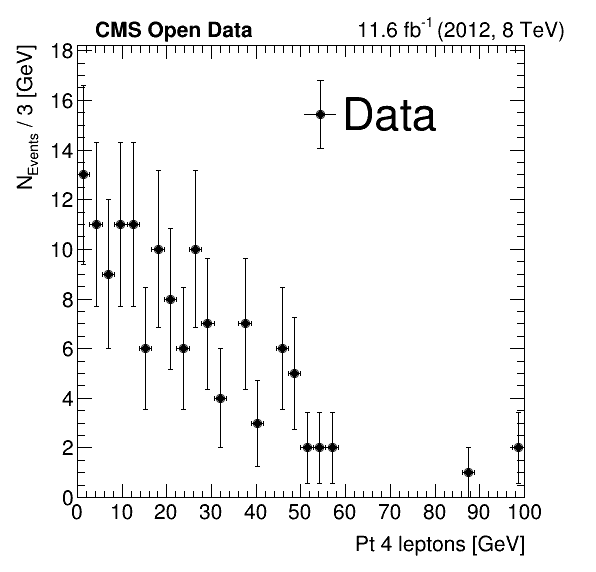 CMS Open Data
11.6 fb-1 (2012, 8 TeV)
NEvents / 3 [GeV]
18
16
14
12
10
8
6
4
2
0
Data
0 10 20 30 40 50 60 70 80 90 100
Pt 4 leptons [GeV]